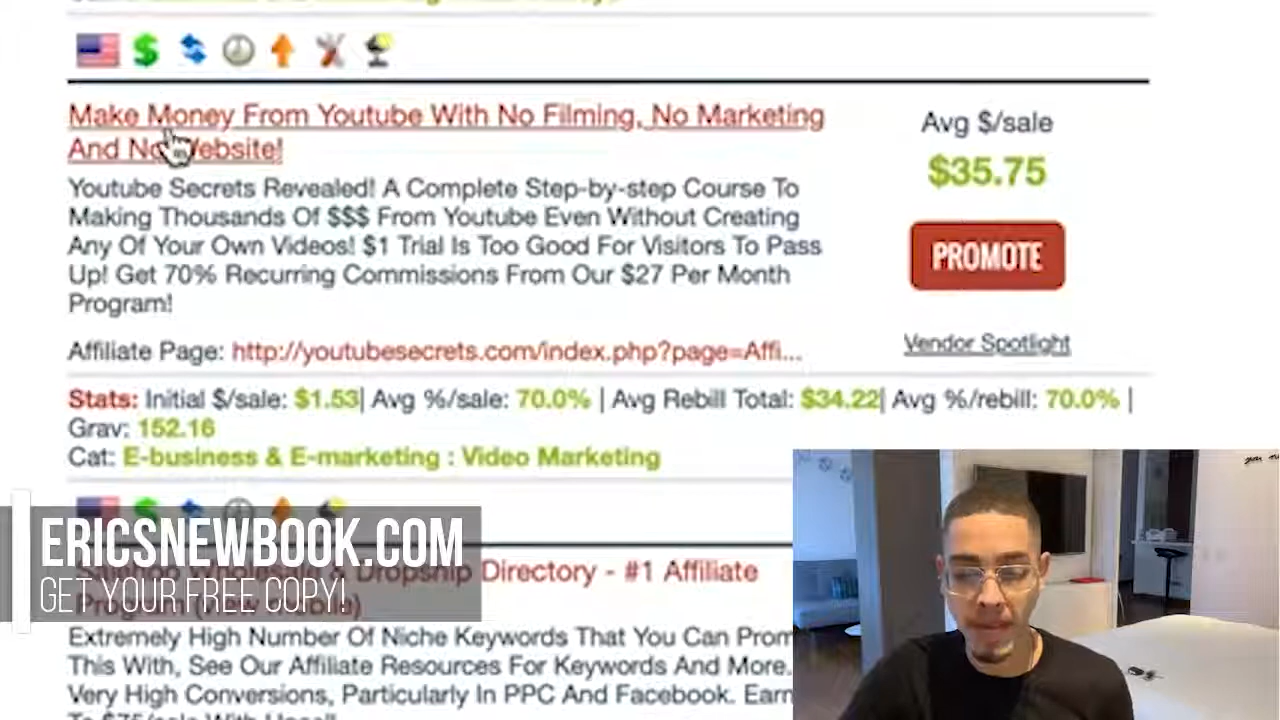 Make Money From Youtube With No Filming, No Marketing
And No Website!
Avg $/sale
$35.75
Youtube Secrets Revealed! A Complete Step-by-step Course To
Making Thousands Of $$$ From Youtube Even Without Creating
Any Of Your Own Videos! $1 Trial Is Too Good For Visitors To Pass
Up! Get 70% Recurring Commissions From Our $27 Per Month
Program!
PROMOTE
Affiliate Page: http://youtubesecrets.com/index.php?page=Affi...
Vendor Spotlight
Stats: Initial $/sale: $1.53| Avg %/sale: 70.0% | Avg Rebill Total: $34.22| Avg %/rebill: 70.0% |
Grav: 152.16
Cat: E-business & E-marketing : Video Marketing
ERICSNEWBOOK.COM
GET YOUR FREE COPY!
Dropship Directory - #1 Affiliate
Extremely High Number Of Niche Keywords That You Can Prom
This With, See Our Affiliate Resources For Keywords And More.
Very High Conversions, Particularly In PPC And Facebook. Earn